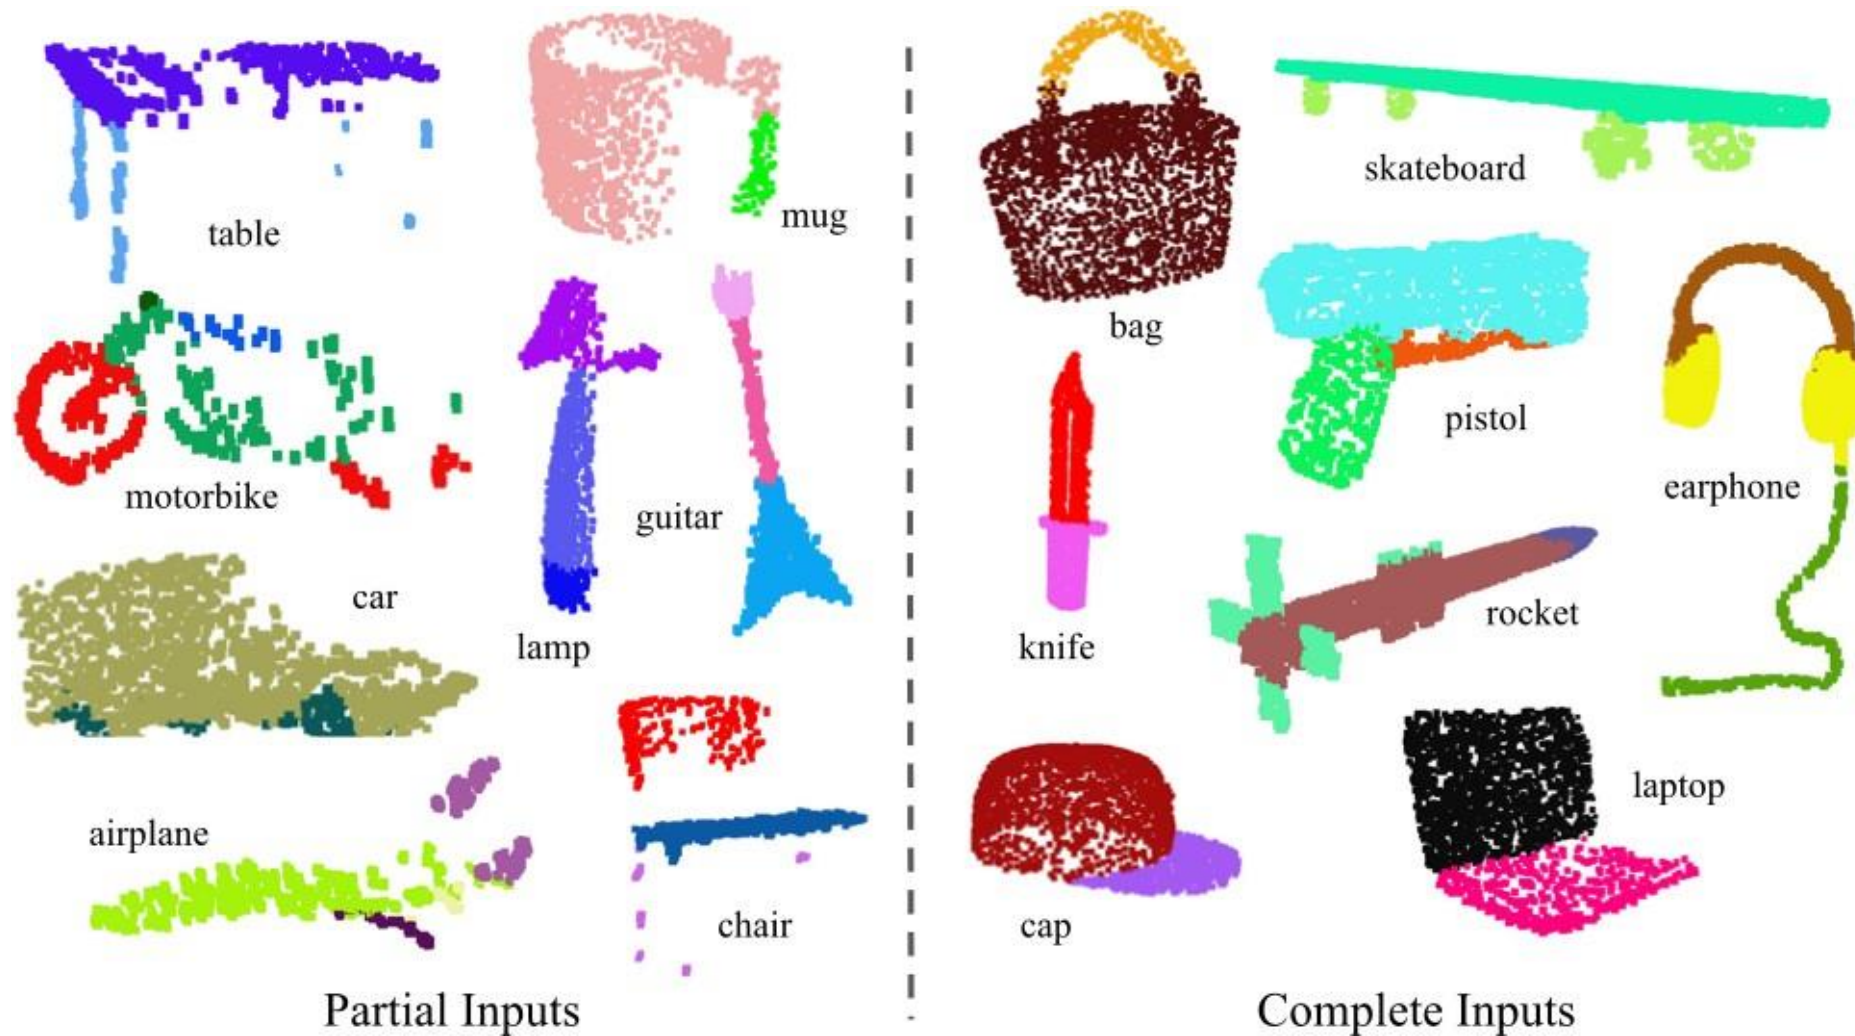 table
mug
motorbike
guitar
car
lamp
airplane
chair
Partial Inputs
skateboard
bag
pistol
earphone
knife
rocket
laptop
cap
Complete Inputs